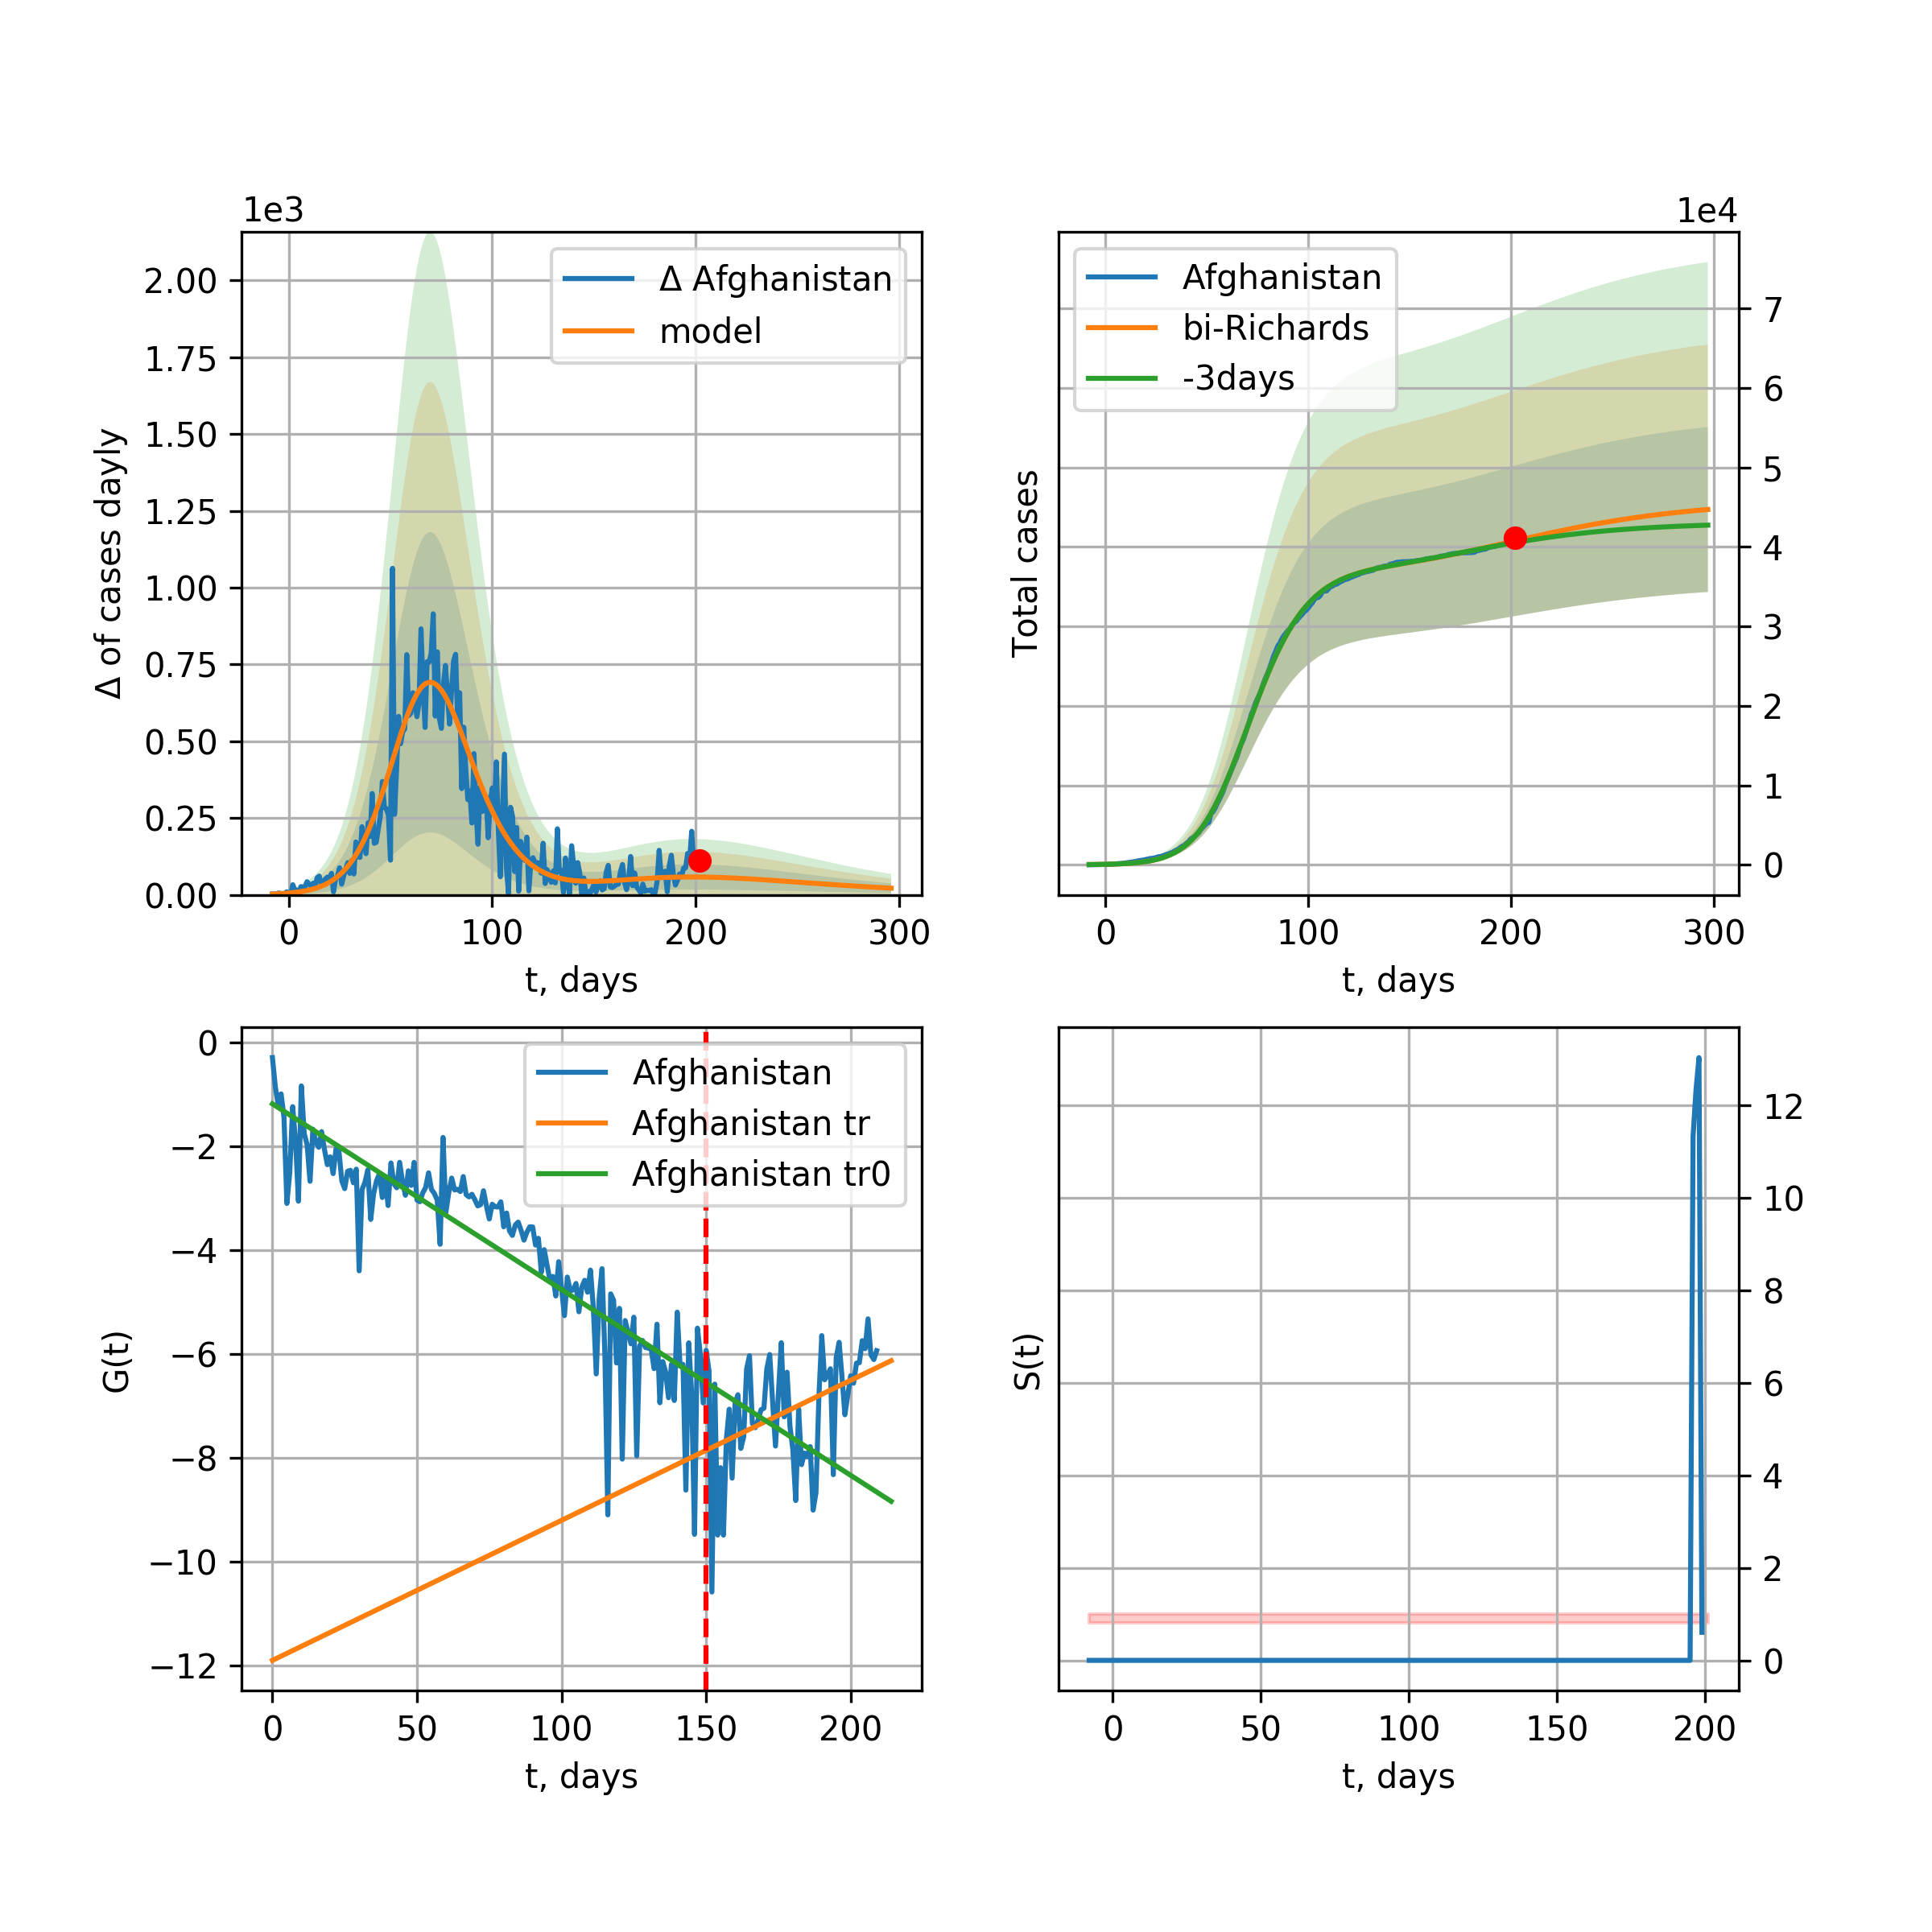 1e3
2.00
1.75
1.50
1.25
1.00
0.75
0.50
0.25
0.00
Δ of cases dayly
Δ Afghanistan
model
0 100 200 300
t, days
1e4
Afghanistan
bi-Richards
-3days
Total cases
7
6
5
4
3
2
1
0
0 100 200 300
t, days
0
−2
−4
−6
−8
−10
−12
G(t)
Afghanistan
Afghanistan tr
Afghanistan tr0
0 50 100 150 200
t, days
S(t)
12
10
8
6
4
2
0
0 50 100 150 200
t, days